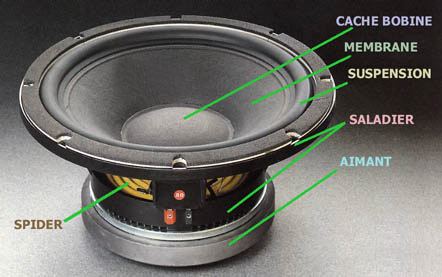 CACHE BOBINE
MEMBRANE
SUSPENSION
SALADIER
AIMANT
SPIDER